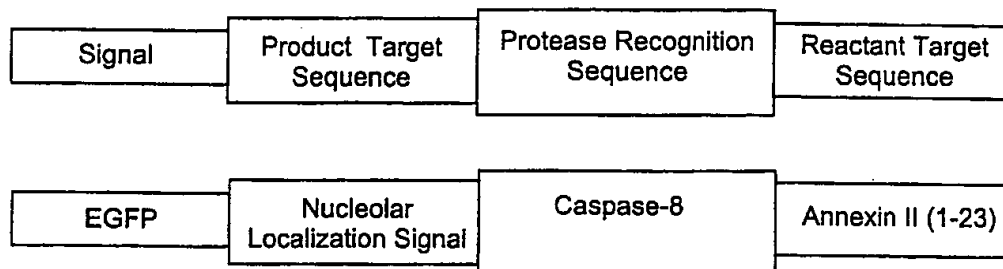 Signal
Product Target
Sequence
Protease Recognition
Sequence
Reactant Target
Sequence
EGFP
Nucleolar
Localization Signal
Caspase-8
Annexin II (1-23)